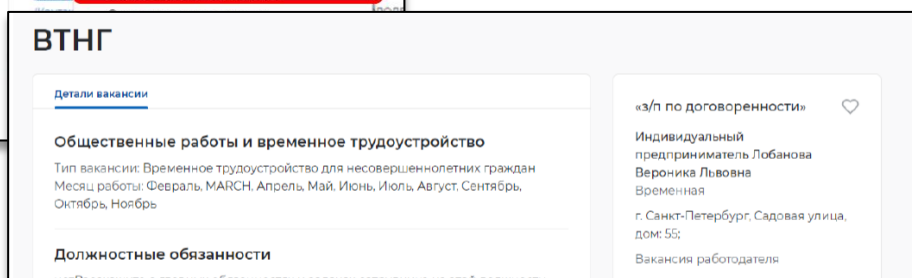 ВТНГ
Детали вакансии
Общественные работы и временное трудоустройство
Тип вакансии: Временное трудоустройство для несовершеннолетних граждан
Месяц работы: Февраль, MARCH, Апрель, Май, Июнь, Июль, Август, Сентябрь,
Октябрь, Ноябрь
Должностные обязанности
«з/п по договоренности»
Индивидуальный
предприниматель Лобанова
Вероника Львовна
Временная
г. Санкт-Петербург, Садовая улица,
дом: 55;
Вакансия работодателя